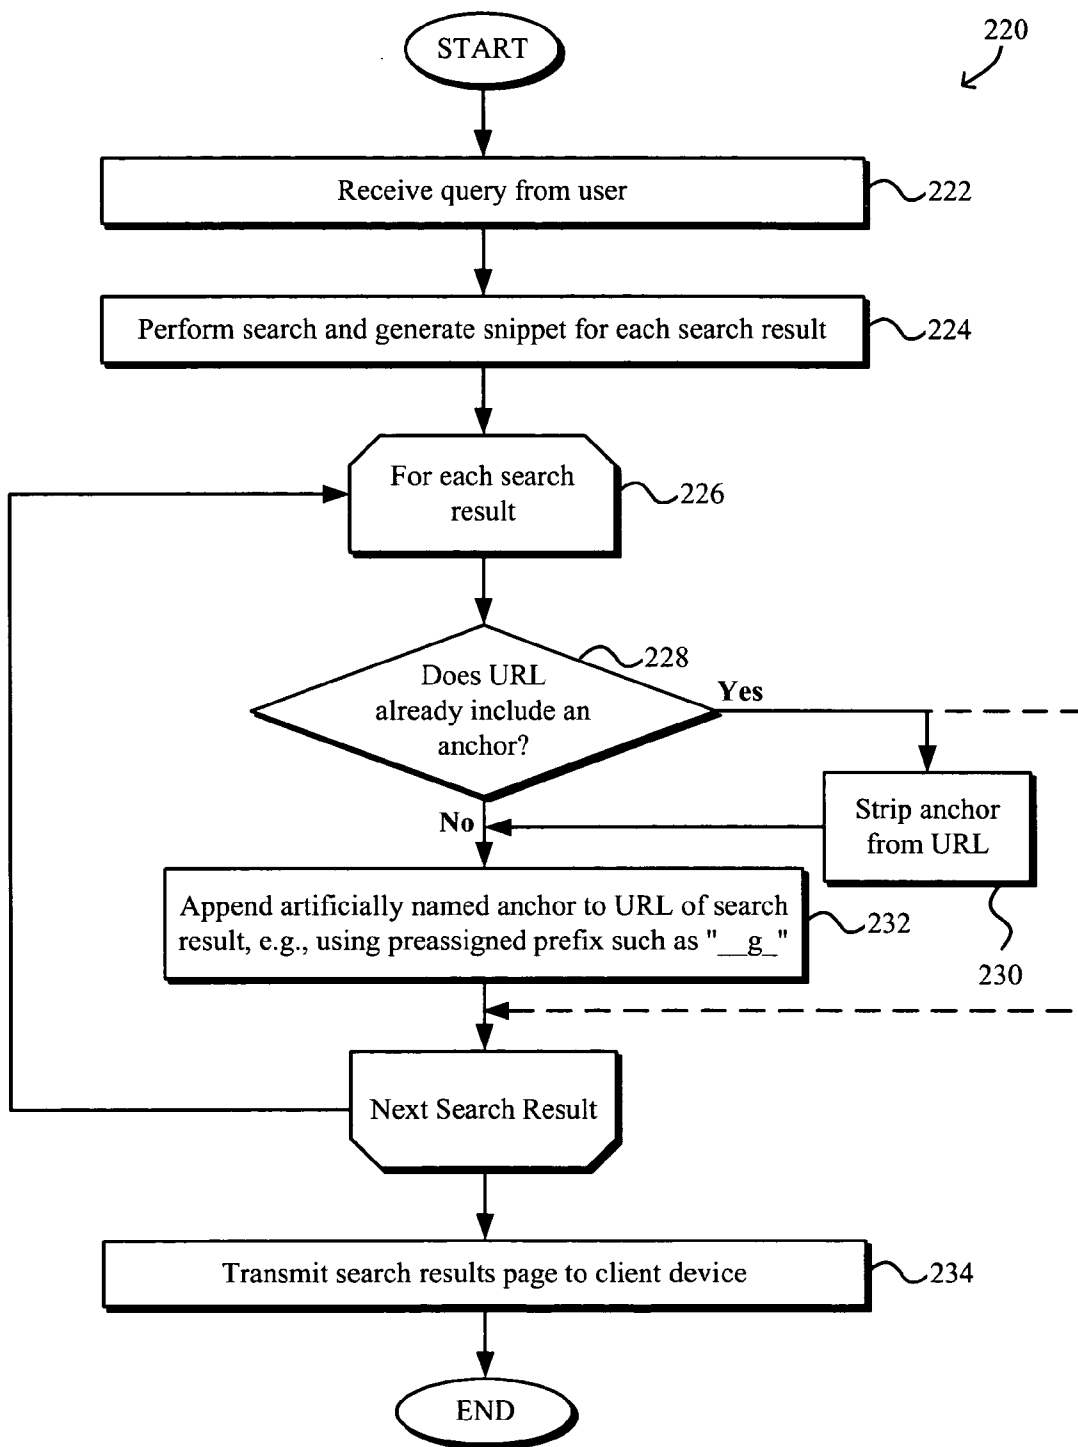 START
220
Receive query from user
222
Perform search and generate snippet for each search result
224
For each search
result
226
Does URL
already include an
anchor?
228
Yes
No
Strip anchor
from URL
230
Append artificially named anchor to URL of search
result, e.g., using preassigned prefix such as "__g_"
232
Next Search Result
Transmit search results page to client device
234
END